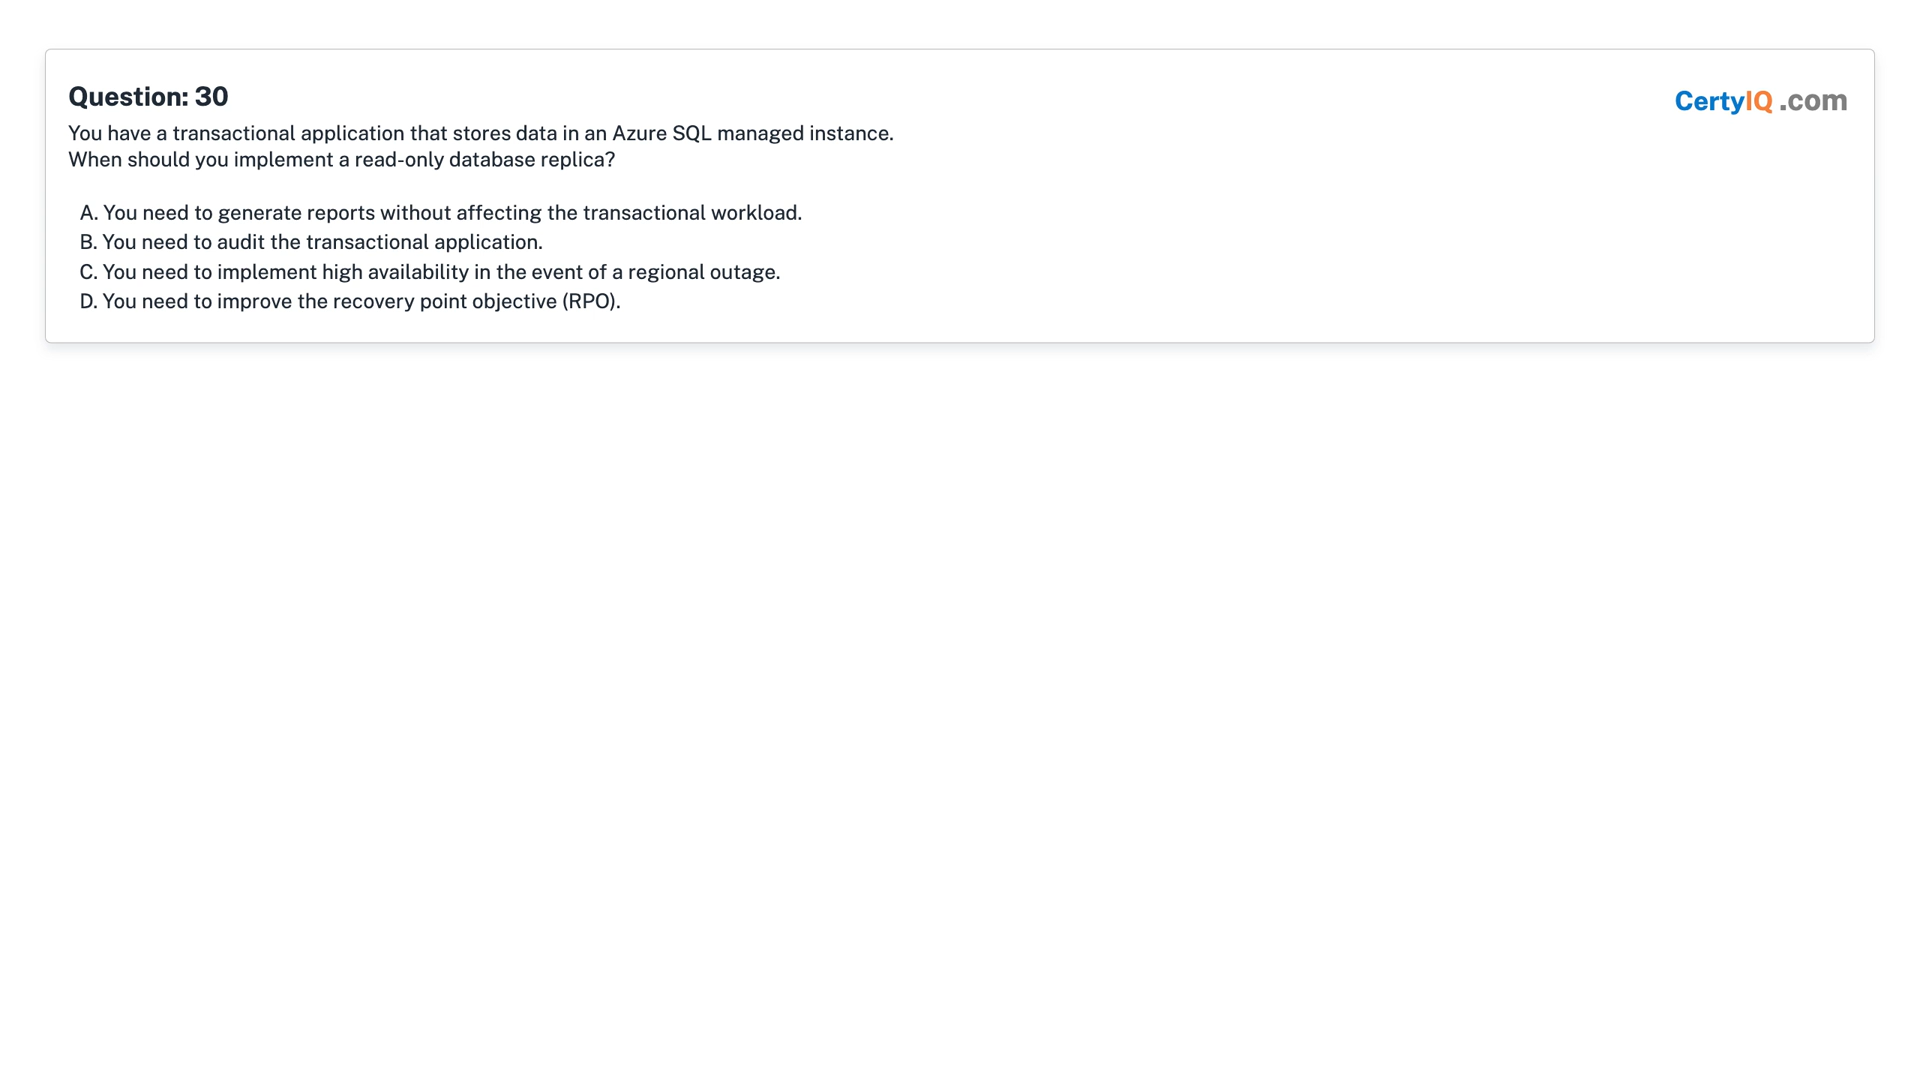 Question: 30
CertyIQ .com
You have a transactional application that stores data in an Azure SQL managed instance.
When should you implement a read-only database replica?
A. You need to generate reports without affecting the transactional workload.
B. You need to audit the transactional application.
C. You need to implement high availability in the event of a regional outage.
D. You need to improve the recovery point objective (RPO).